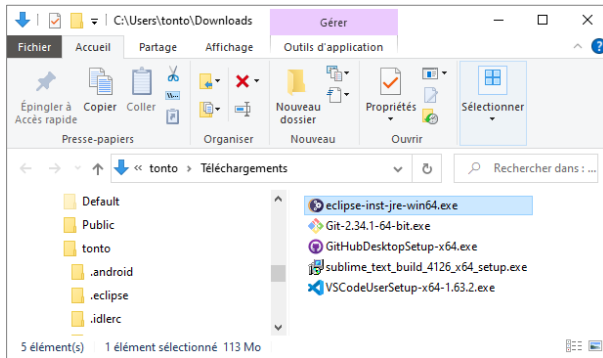 C:\Users\tonto\Downloads
Gérer
Fichier Accueil Partage Affichage Outils d'application
Épingler à Accès rapide
Copier
Coller
Nouveau dossier
Propriétés
Sélectionner
Presse-papiers Organiser Nouveau Ouvrir
« tonto › Téléchargements
Rechercher dans : ...
Default
Public
tonto
.android
.eclipse
.idlerc
eclipse-inst-jre-win64.exe
Git-2.34.1-64-bit.exe
GitHubDesktopSetup-x64.exe
sublime_text_build_4126_x64_setup.exe
VSCodeUserSetup-x64-1.63.2.exe
5 élément(s) 1 élément sélectionné 113 Mo